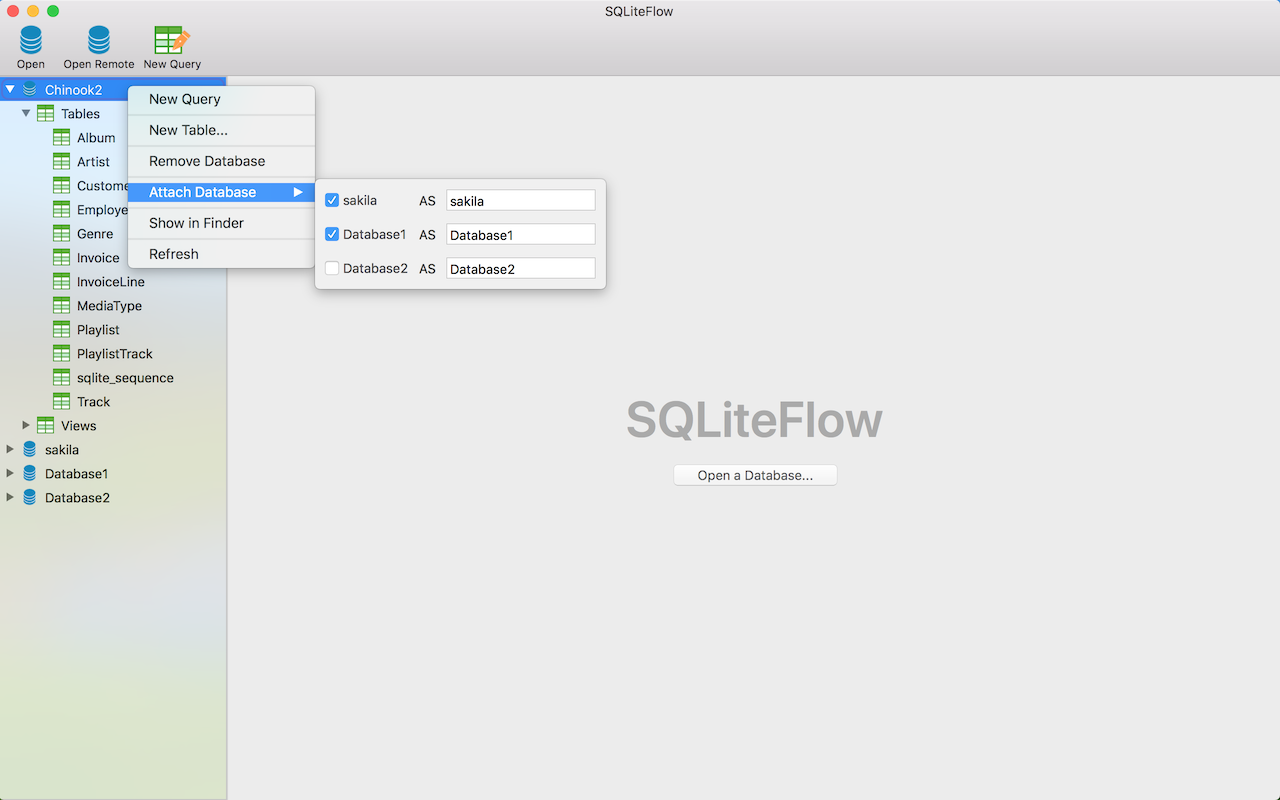 SQLiteFlow
Open
Open Remote
New Query
Chinook2
Tables
Album
Artist
Custome
Employe
Genre
Invoice
InvoiceLine
MediaType
Playlist
PlaylistTrack
sqlite_sequence
Track
Views
sakila
Database1
Database2
New Query
New Table...
Remove Database
Attach Database
Show in Finder
Refresh
sakila AS sakila
Database1 AS Database1
Database2 AS Database2
SQLiteFlow
Open a Database...